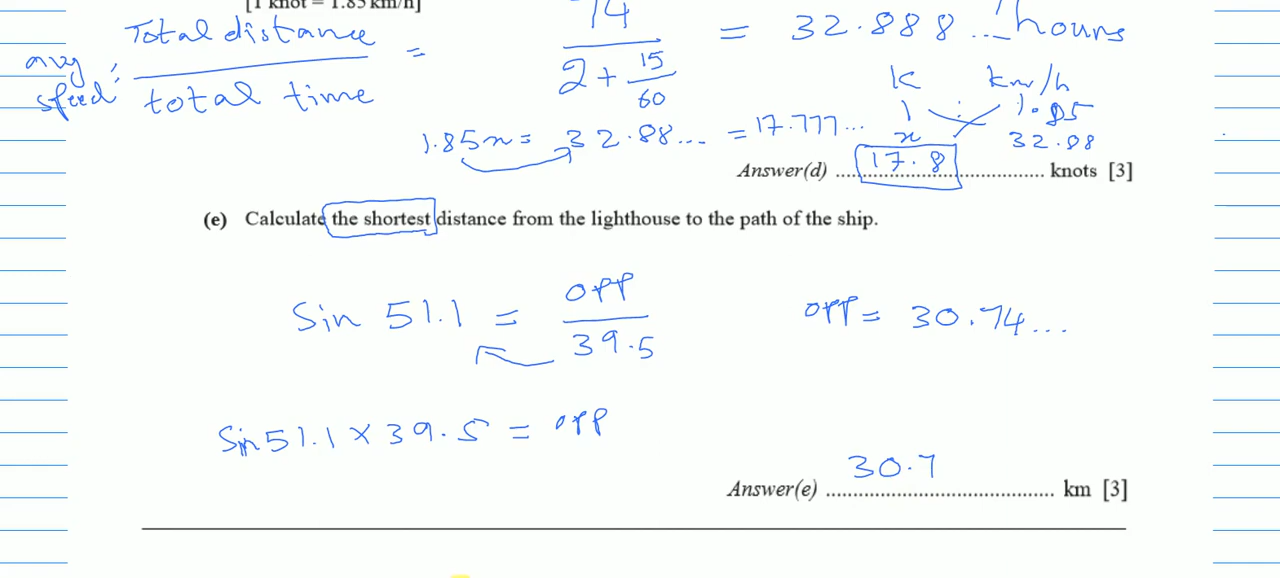 [1 knot = 1.85 km/h]
avg speed: Total distance / total time = 74 / 2 + 15/60 = 32.888 ... hours
K km/h
1 1.85
x 32.88
1.85x = 32.88... = 17.777...
Answer(d) ..... 17.8 ..... knots [3]
(e) Calculate the shortest distance from the lighthouse to the path of the ship.
Sin 51.1 = opp / 39.5 opp = 30.74...
Sin 51.1 × 39.5 = opp
30.7
Answer(e) .......................................... km [3]